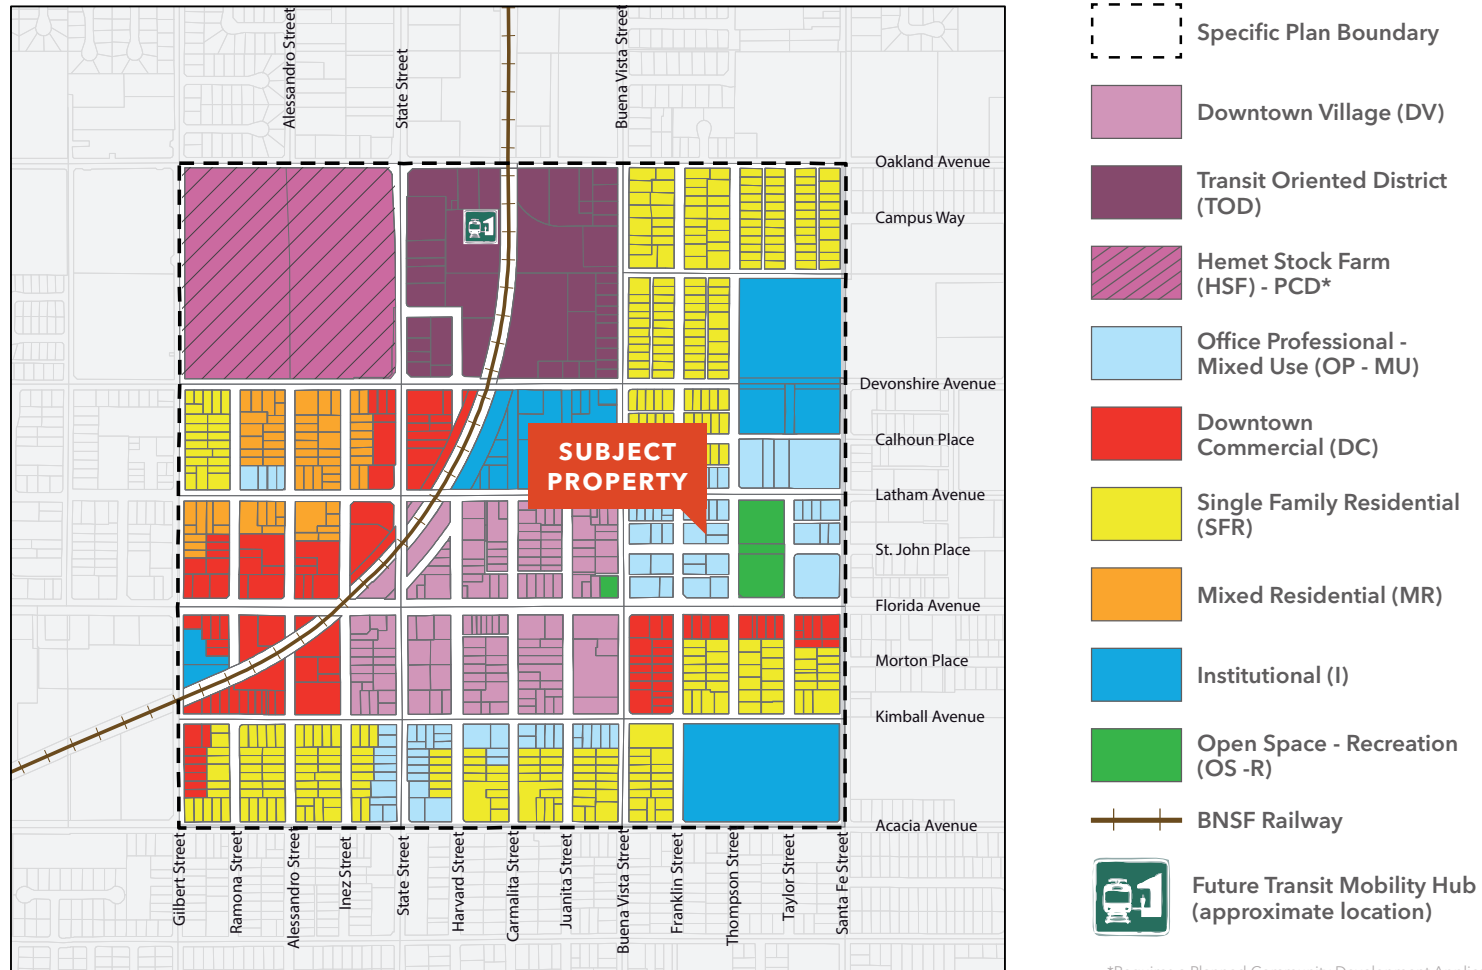 Alessandro Street
State Street
Buena Vista Street
Oakland Avenue
Campus Way
Devonshire Avenue
Calhoun Place
Latham Avenue
St. John Place
Florida Avenue
Morton Place
Kimball Avenue
Acacia Avenue
SUBJECT
PROPERTY
Gilbert Street
Ramona Street
Alessandro Street
Inez Street
State Street
Harvard Street
Carmalita Street
Juanita Street
Buena Vista Street
Franklin Street
Thompson Street
Taylor Street
Santa Fe Street
Specific Plan Boundary
Downtown Village (DV)
Transit Oriented District
(TOD)
Hemet Stock Farm
(HSF) - PCD*
Office Professional -
Mixed Use (OP - MU)
Downtown
Commercial (DC)
Single Family Residential
(SFR)
Mixed Residential (MR)
Institutional (I)
Open Space - Recreation
(OS -R)
BNSF Railway
Future Transit Mobility Hub
(approximate location)